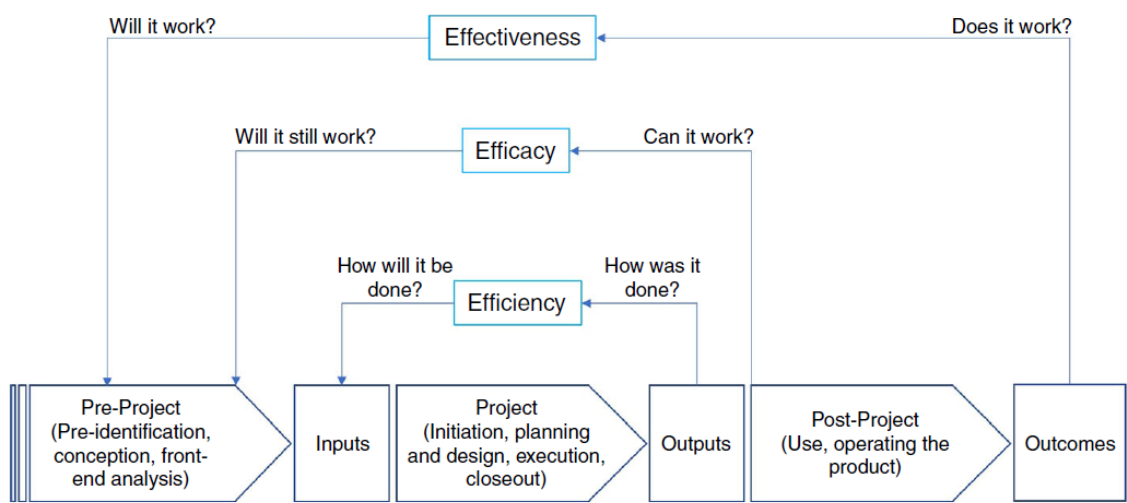 Will it work?
Effectiveness
Does it work?
Will it still work?
Efficacy
Can it work?
How will it be
done?
Efficiency
How was it
done?
Pre-Project
(Pre-identification,
conception, front-
end analysis)
Inputs
Project
(Initiation, planning
and design, execution,
closeout)
Outputs
Post-Project
(Use, operating the
product)
Outcomes